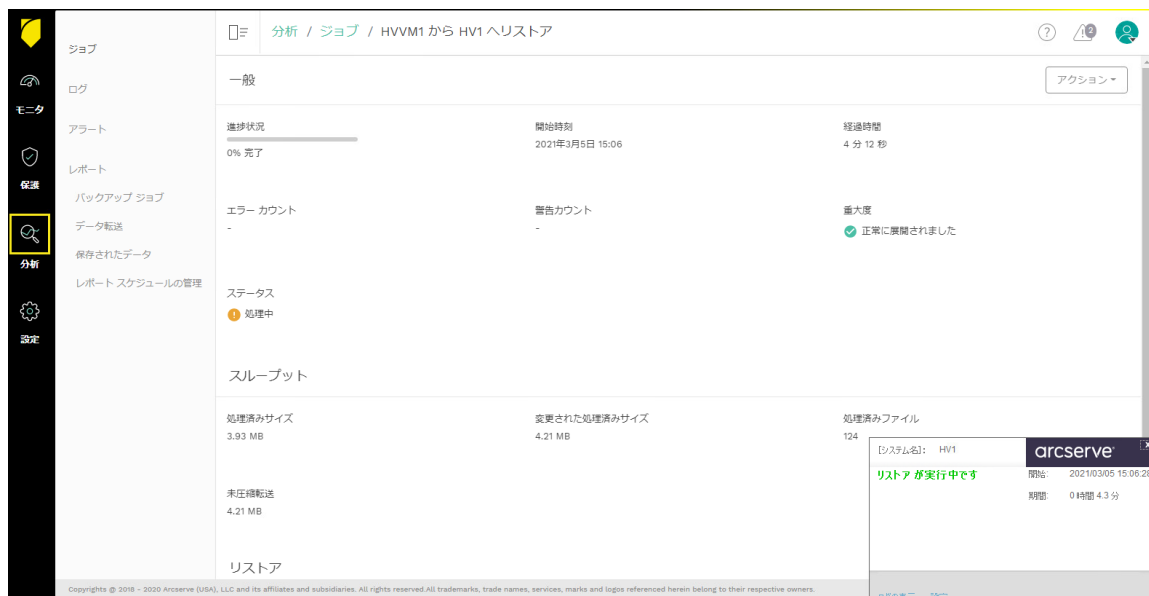 モニタ
保護
分析
設定
ジョブ
ログ
アラート
レポート
バックアップ ジョブ
データ転送
保存されたデータ
レポート スケジュールの管理
分析 / ジョブ / HVVM1 から HV1 へリストア
? 2
一般
アクション
進捗状況 開始時刻 経過時間
0% 完了 2021年3月5日 15:06 4 分 12 秒
エラー カウント 警告カウント 重大度
- - 正常に展開されました
ステータス
処理中
スループット
処理済みサイズ 変更された処理済みサイズ 処理済みファイル
3.93 MB 4.21 MB 124
未圧縮転送
4.21 MB
リストア
[システム名]: HV1 arcserve
リストア が実行中です
開始: 2021/03/05 15:06:28
期間: 0 時間 4.3 分
Copyrights @ 2016 - 2020 Arcserve (USA), LLC and its affiliates and subsidiaries. All rights reserved.All trademarks, trade names, services, marks and logos referenced herein belong to their respective owners.